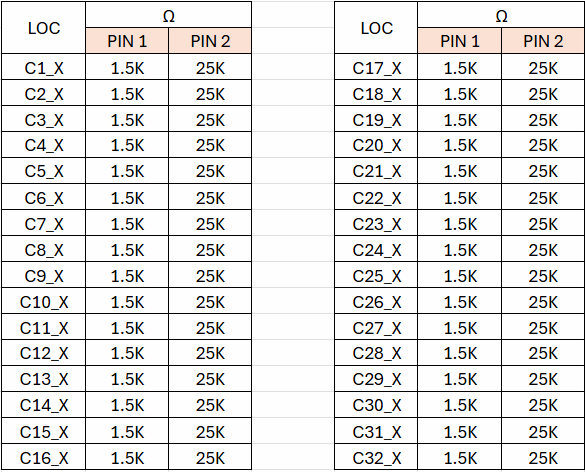 LOC Ω LOC Ω
PIN 1 PIN 2 PIN 1 PIN 2
C1_X 1.5K 25K C17_X 1.5K 25K
C2_X 1.5K 25K C18_X 1.5K 25K
C3_X 1.5K 25K C19_X 1.5K 25K
C4_X 1.5K 25K C20_X 1.5K 25K
C5_X 1.5K 25K C21_X 1.5K 25K
C6_X 1.5K 25K C22_X 1.5K 25K
C7_X 1.5K 25K C23_X 1.5K 25K
C8_X 1.5K 25K C24_X 1.5K 25K
C9_X 1.5K 25K C25_X 1.5K 25K
C10_X 1.5K 25K C26_X 1.5K 25K
C11_X 1.5K 25K C27_X 1.5K 25K
C12_X 1.5K 25K C28_X 1.5K 25K
C13_X 1.5K 25K C29_X 1.5K 25K
C14_X 1.5K 25K C30_X 1.5K 25K
C15_X 1.5K 25K C31_X 1.5K 25K
C16_X 1.5K 25K C32_X 1.5K 25K